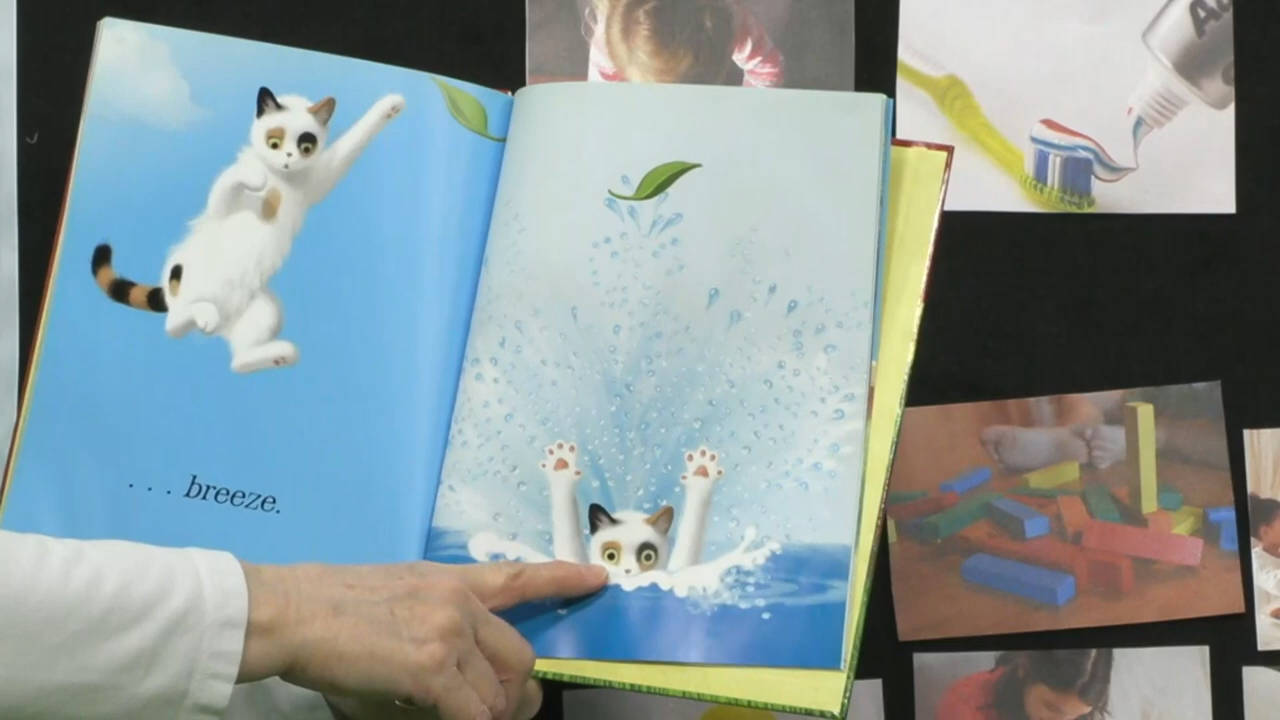 . . . breeze.